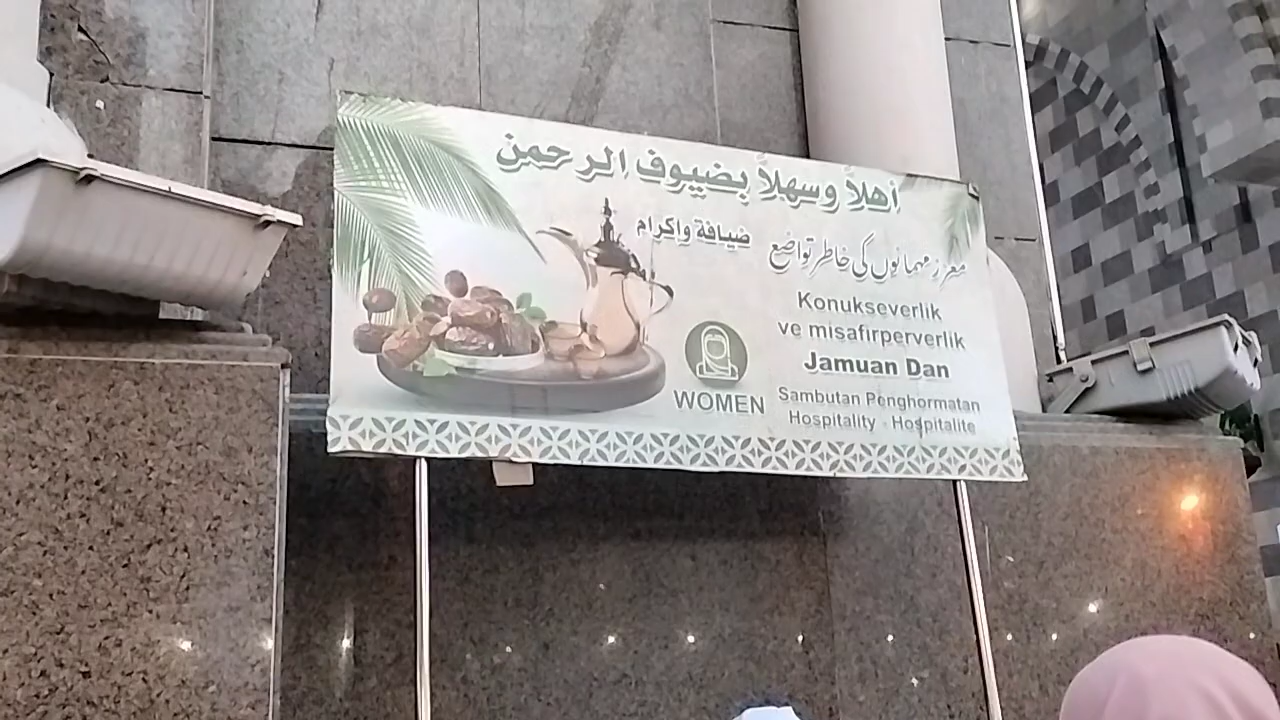 أهلاً وسهلاً بضيوف الرحمن
ضيافة وإكرام
معزز مہمانوں کی خاطر تواضع
Konukseverlik
ve misafirperverlik
Jamuan Dan
Sambutan Penghormatan
Hospitality - Hospitalite
WOMEN